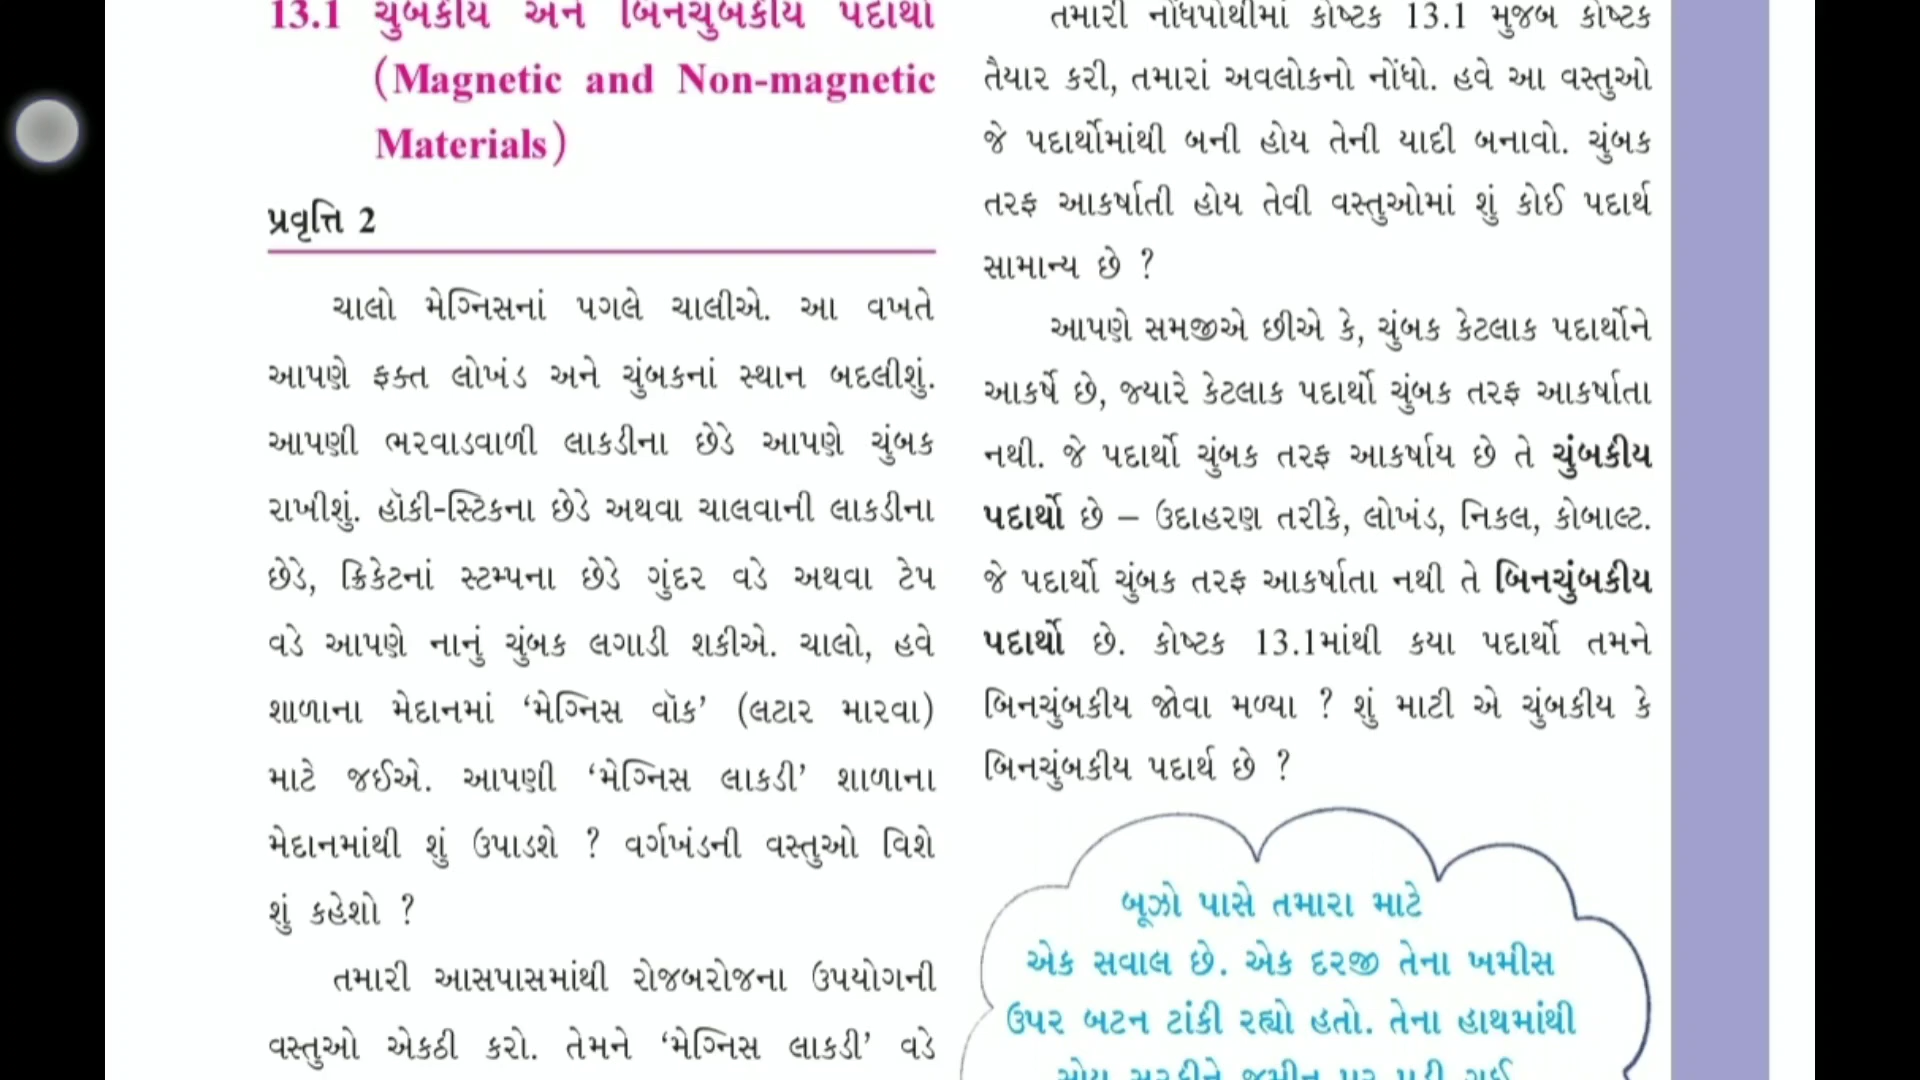 13.1 ચુંબકીય અને બિનચુંબકીય પદાર્થો
(Magnetic and Non-magnetic
Materials)
પ્રવૃત્તિ 2
ચાલો મેગ્નિસનાં પગલે ચાલીએ. આ વખતે
આપણે ફક્ત લોખંડ અને ચુંબકનાં સ્થાન બદલીશું.
આપણી ભરવાડવાળી લાકડીના છેડે આપણે ચુંબક
રાખીશું. હૉકી-સ્ટિકના છેડે અથવા ચાલવાની લાકડીના
છેડે, ક્રિકેટનાં સ્ટમ્પના છેડે ગુંદર વડે અથવા ટેપ
વડે આપણે નાનું ચુંબક લગાડી શકીએ. ચાલો, હવે
શાળાના મેદાનમાં ‘મેગ્નિસ વૉક’ (લટાર મારવા)
માટે જઈએ. આપણી ‘મેગ્નિસ લાકડી’ શાળાના
મેદાનમાંથી શું ઉપાડશે ? વર્ગખંડની વસ્તુઓ વિશે
શું કહેશો ?
તમારી આસપાસમાંથી રોજબરોજના ઉપયોગની
વસ્તુઓ એકઠી કરો. તેમને ‘મેગ્નિસ લાકડી’ વડે
તમારી નોંધપોથીમાં કોષ્ટક 13.1 મુજબ કોષ્ટક
તૈયાર કરી, તમારાં અવલોકનો નોંધો. હવે આ વસ્તુઓ
જે પદાર્થોમાંથી બની હોય તેની યાદી બનાવો. ચુંબક
તરફ આકર્ષાતી હોય તેવી વસ્તુઓમાં શું કોઈ પદાર્થ
સામાન્ય છે ?
આપણે સમજીએ છીએ કે, ચુંબક કેટલાક પદાર્થોને
આકર્ષે છે, જ્યારે કેટલાક પદાર્થો ચુંબક તરફ આકર્ષાતા
નથી. જે પદાર્થો ચુંબક તરફ આકર્ષાય છે તે ચુંબકીય
પદાર્થો છે – ઉદાહરણ તરીકે, લોખંડ, નિકલ, કોબાલ્ટ.
જે પદાર્થો ચુંબક તરફ આકર્ષાતા નથી તે બિનચુંબકીય
પદાર્થો છે. કોષ્ટક 13.1માંથી કયા પદાર્થો તમને
બિનચુંબકીય જોવા મળ્યા ? શું માટી એ ચુંબકીય કે
બિનચુંબકીય પદાર્થ છે ?
બૂઝો પાસે તમારા માટે
એક સવાલ છે. એક દરજી તેના ખમીસ
ઉપર બટન ટાંકી રહ્યો હતો. તેના હાથમાંથી
સોય સરકીને જમીન પર પડી ગઈ.